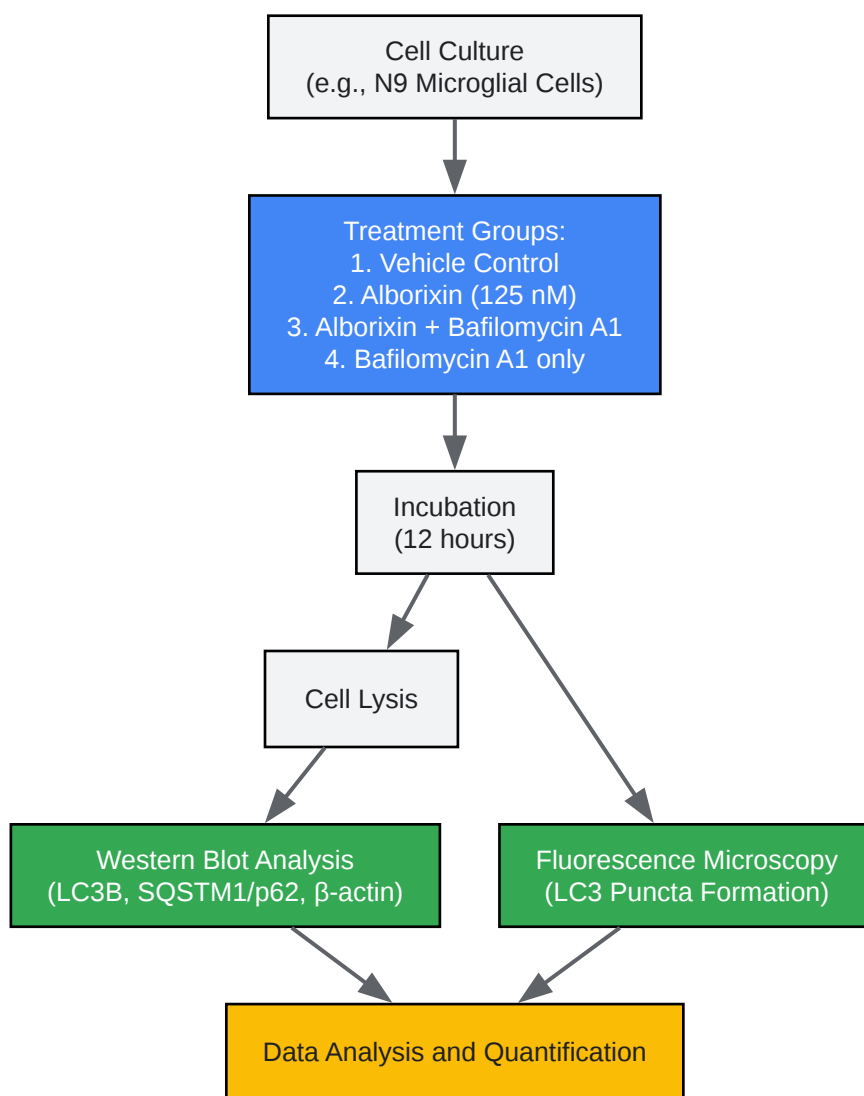 Cell Culture
(e.g., N9 Microglial Cells)
Treatment Groups:
1. Vehicle Control
2. Alborixin (125 nM)
3. Alborixin + Bafilomycin A1
4. Bafilomycin A1 only
Incubation
(12 hours)
Cell Lysis
Western Blot Analysis
(LC3B, SQSTM1/p62, β-actin)
Fluorescence Microscopy
(LC3 Puncta Formation)
Data Analysis and Quantification